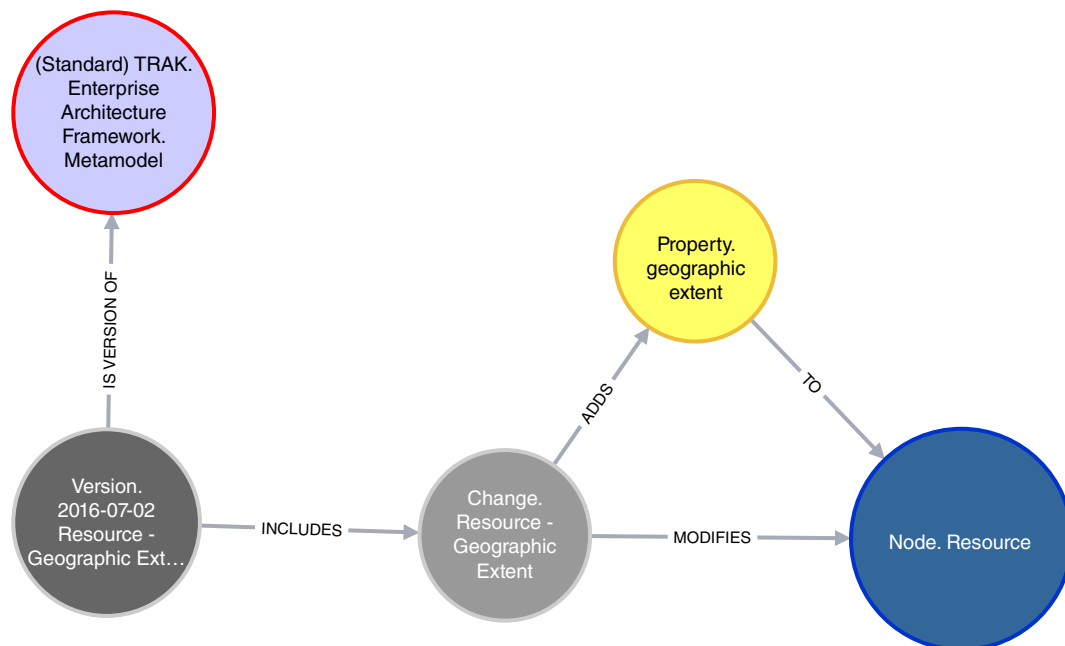 (Standard) TRAK.
Enterprise
Architecture
Framework.
Metamodel
IS VERSION OF
Property.
geographic
extent
ADDS
TO
Version.
2016-07-02
Resource -
Geographic Ext…
INCLUDES
Change.
Resource -
Geographic
Extent
MODIFIES
Node. Resource